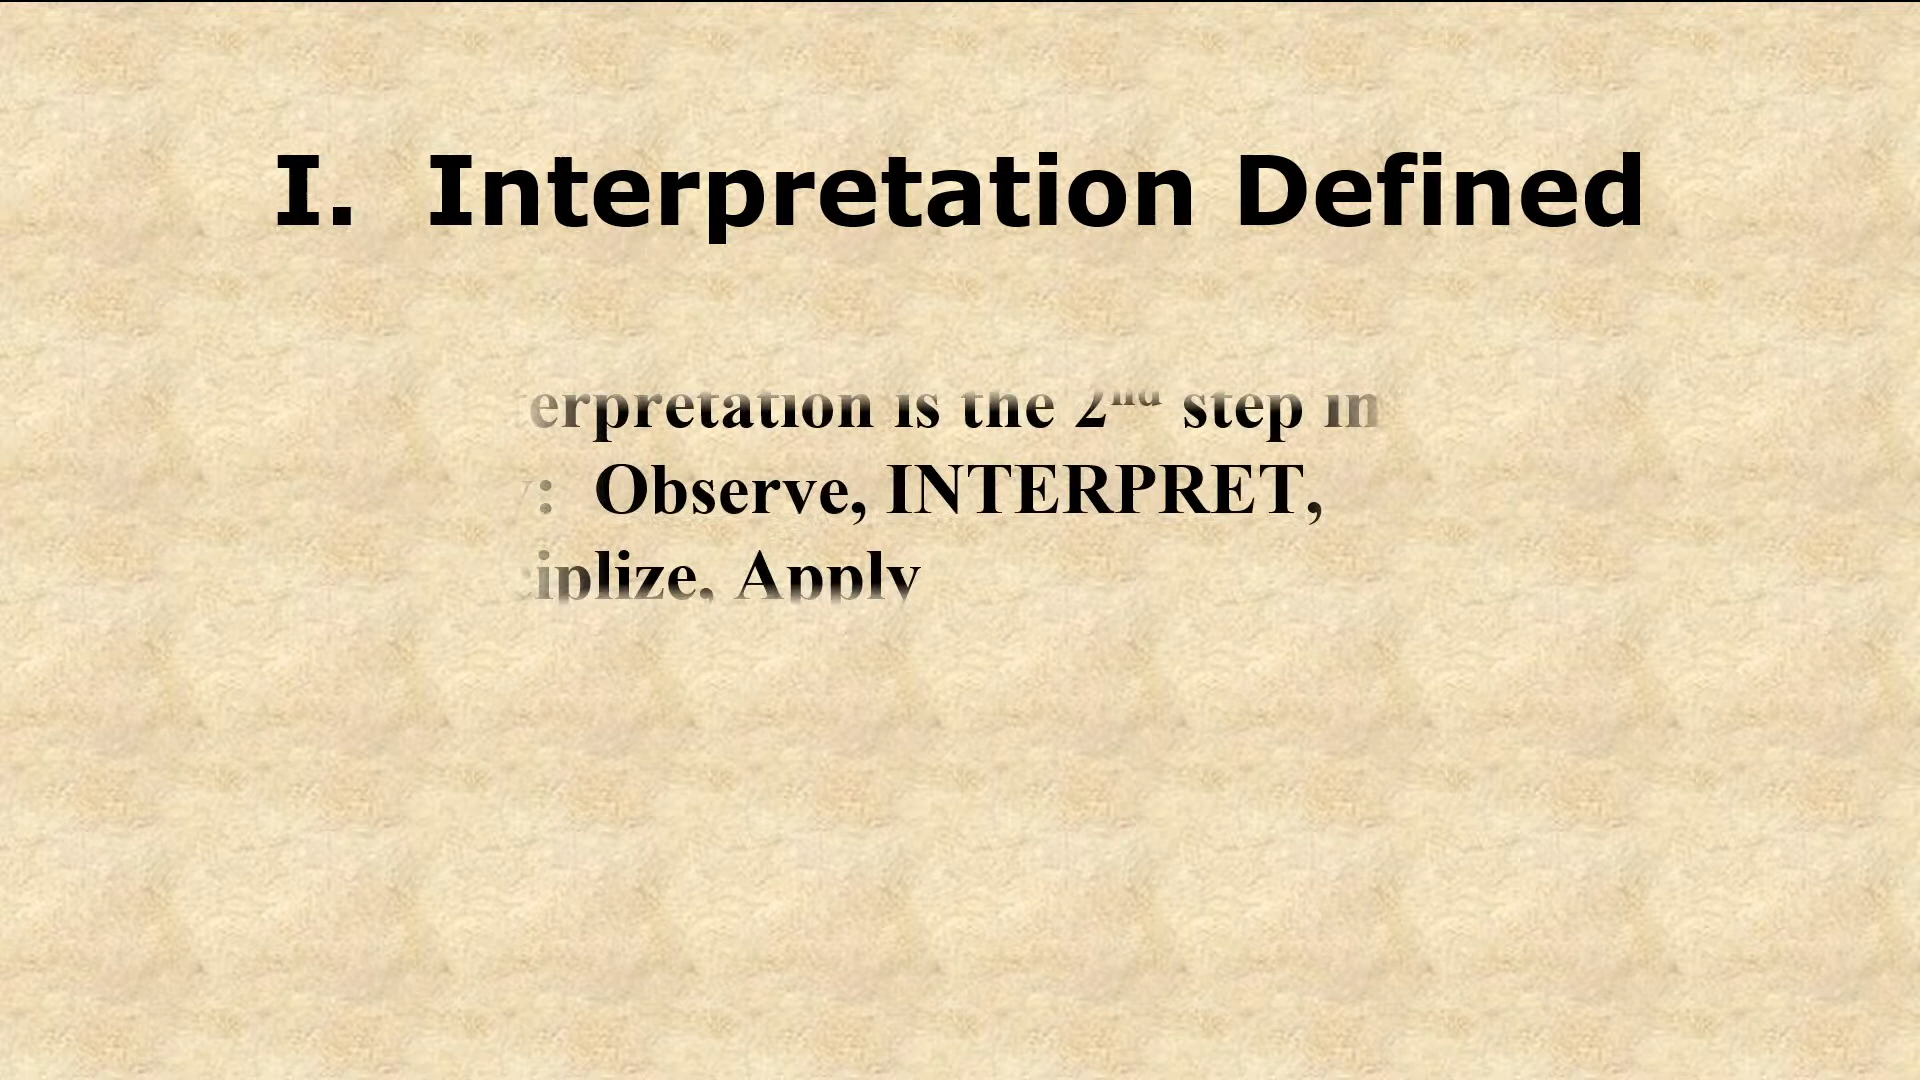 I. Interpretation Defined
erpretation is the 2nd step in
: Observe, INTERPRET,
iplize, Apply